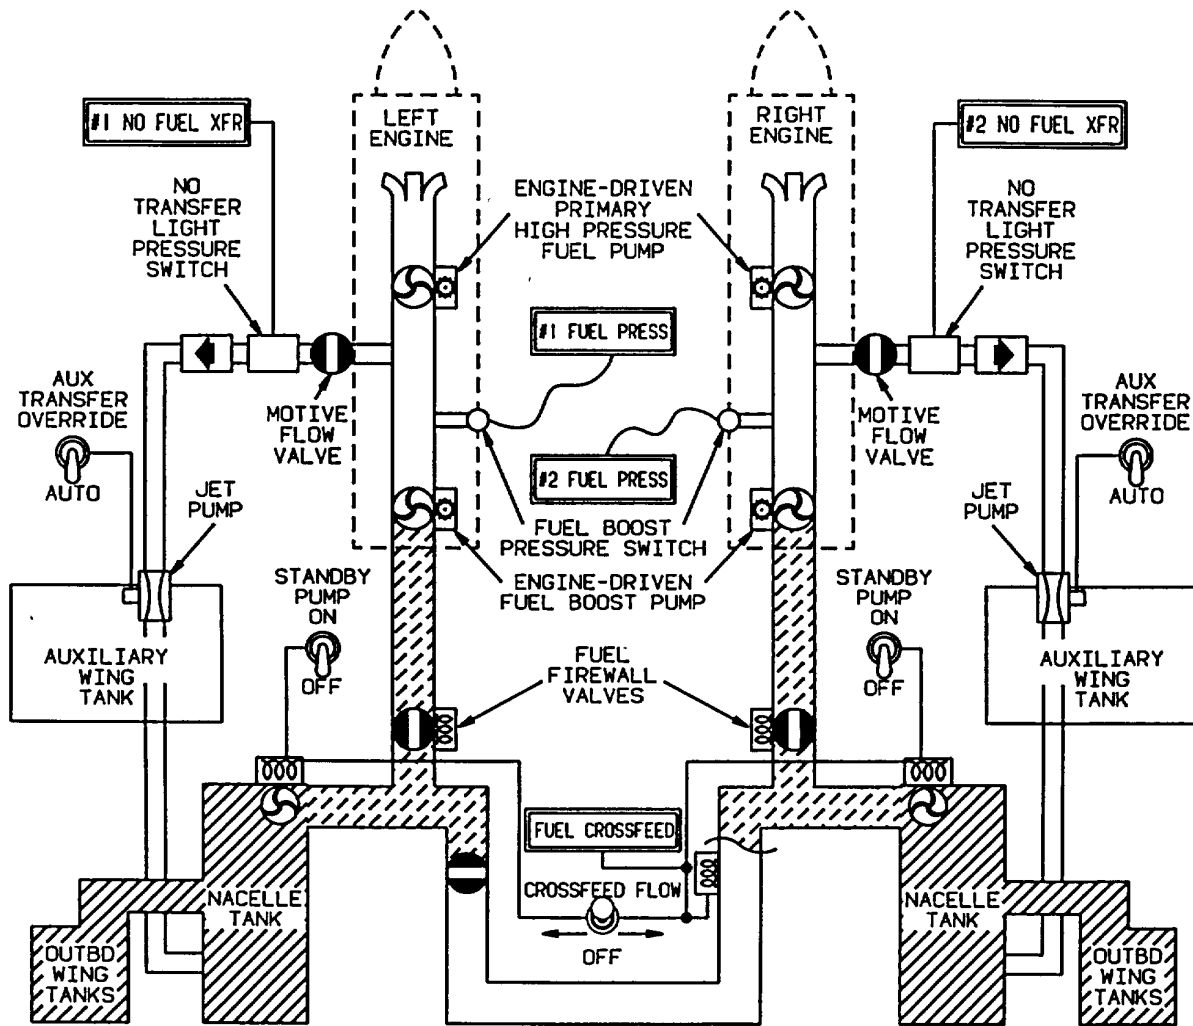 #1 NO FUEL XFR
LEFT
ENGINE
RIGHT
ENGINE
#2 NO FUEL XFR
NO
TRANSFER
LIGHT
PRESSURE
SWITCH
ENGINE-DRIVEN
PRIMARY
HIGH PRESSURE
FUEL PUMP
NO
TRANSFER
LIGHT
PRESSURE
SWITCH
#1 FUEL PRESS
AUX
TRANSFER
OVERRIDE
AUTO
MOTIVE
FLOW
VALVE
#2 FUEL PRESS
MOTIVE
FLOW
VALVE
AUX
TRANSFER
OVERRIDE
AUTO
JET
PUMP
FUEL BOOST
PRESSURE SWITCH
JET
PUMP
STANDBY
PUMP
ON
OFF
ENGINE-DRIVEN
FUEL BOOST PUMP
STANDBY
PUMP
ON
OFF
AUXILIARY
WING
TANK
FUEL
FIREWALL
VALVES
AUXILIARY
WING
TANK
FUEL CROSSFEED
CROSSFEED FLOW
OFF
NACELLE
TANK
NACELLE
TANK
OUTBD
WING
TANKS
OUTBD
WING
TANKS